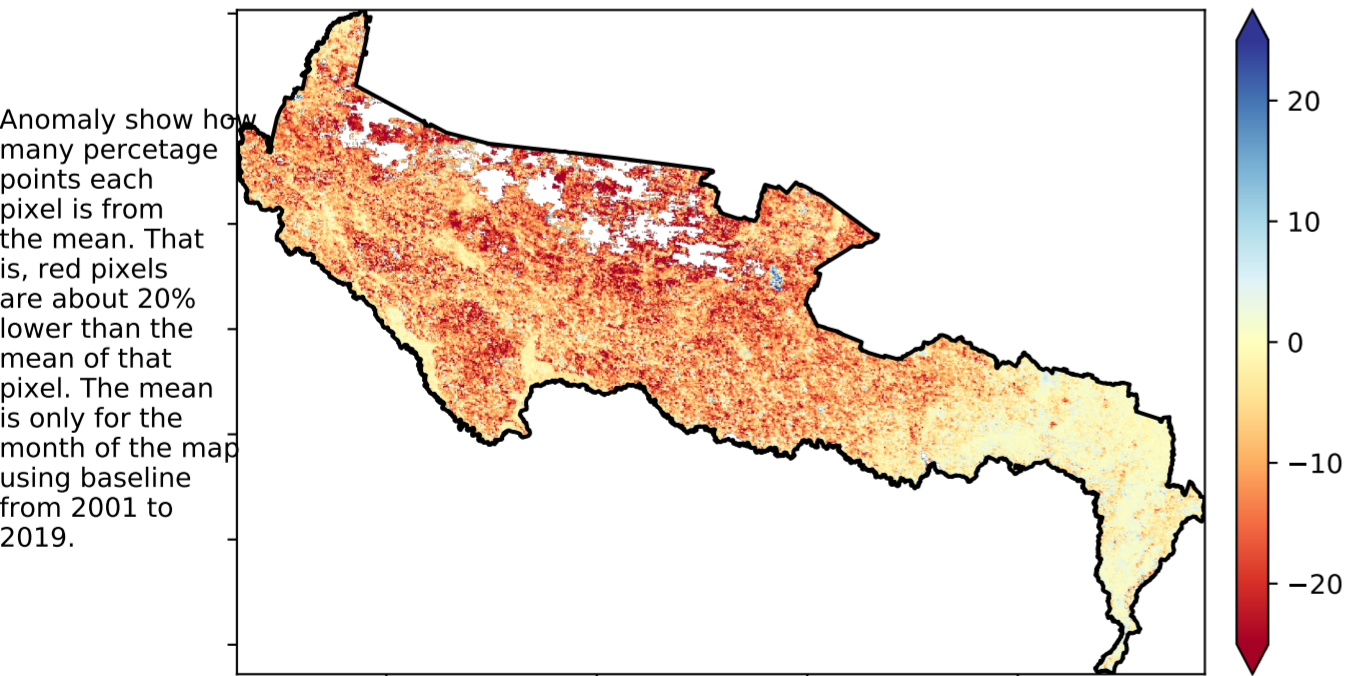 Anomaly show how
many percetage
points each
pixel is from
the mean. That
is, red pixels
are about 20%
lower than the
mean of that
pixel. The mean
is only for the
month of the map
using baseline
from 2001 to
2019.
20
10
0
−10
−20